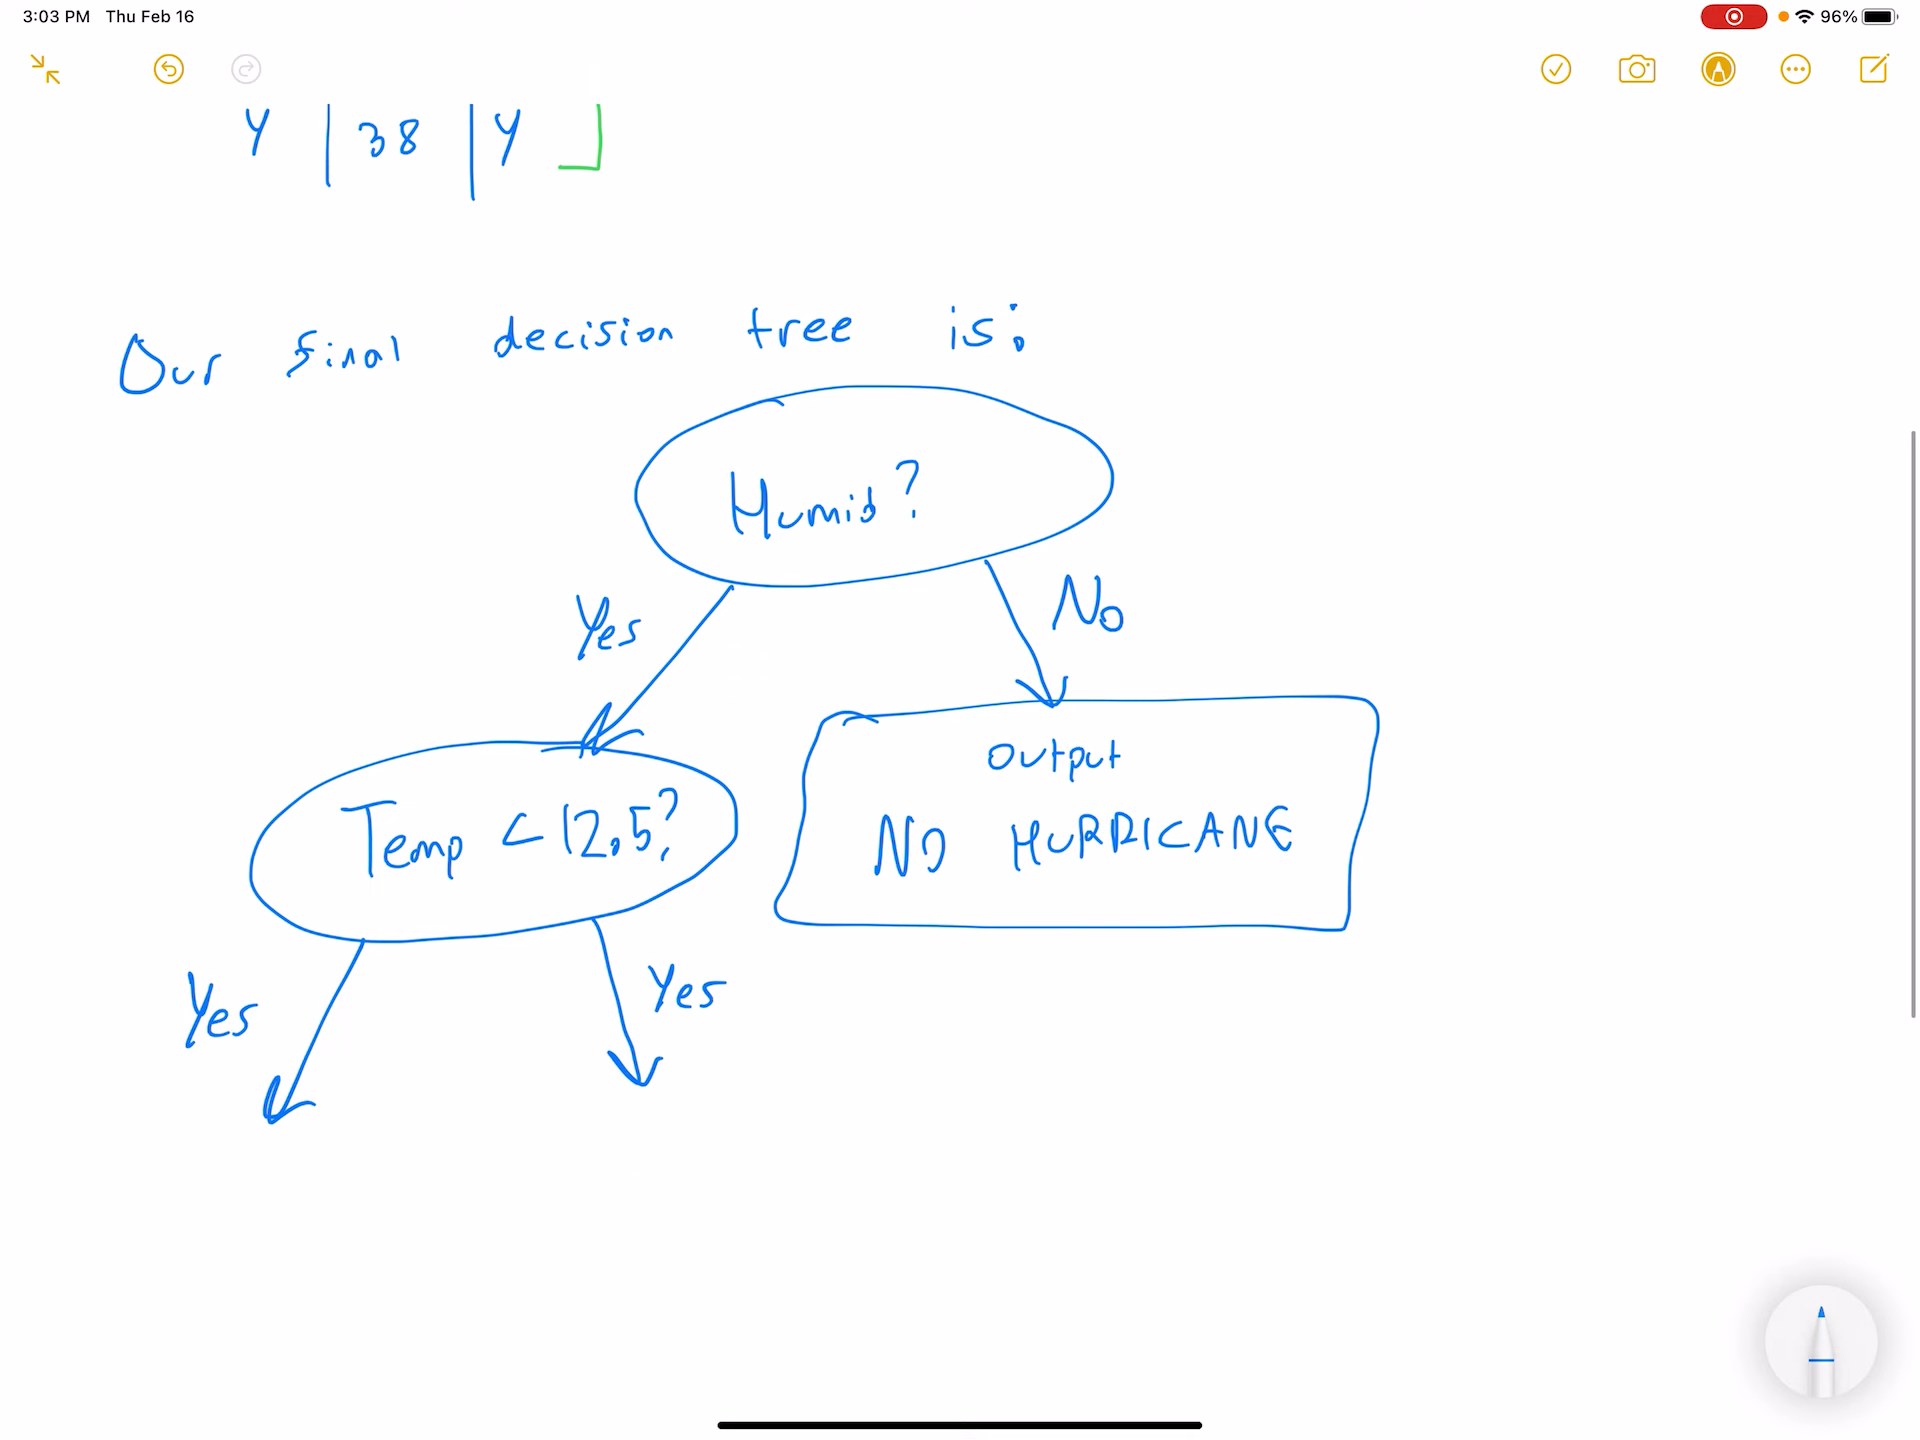 3:03 PM Thu Feb 16
96%
Y | 38 | Y
Our final decision tree is:
Humid?
Yes
No
Temp < 12.5?
Output
NO HURRICANE
Yes
Yes